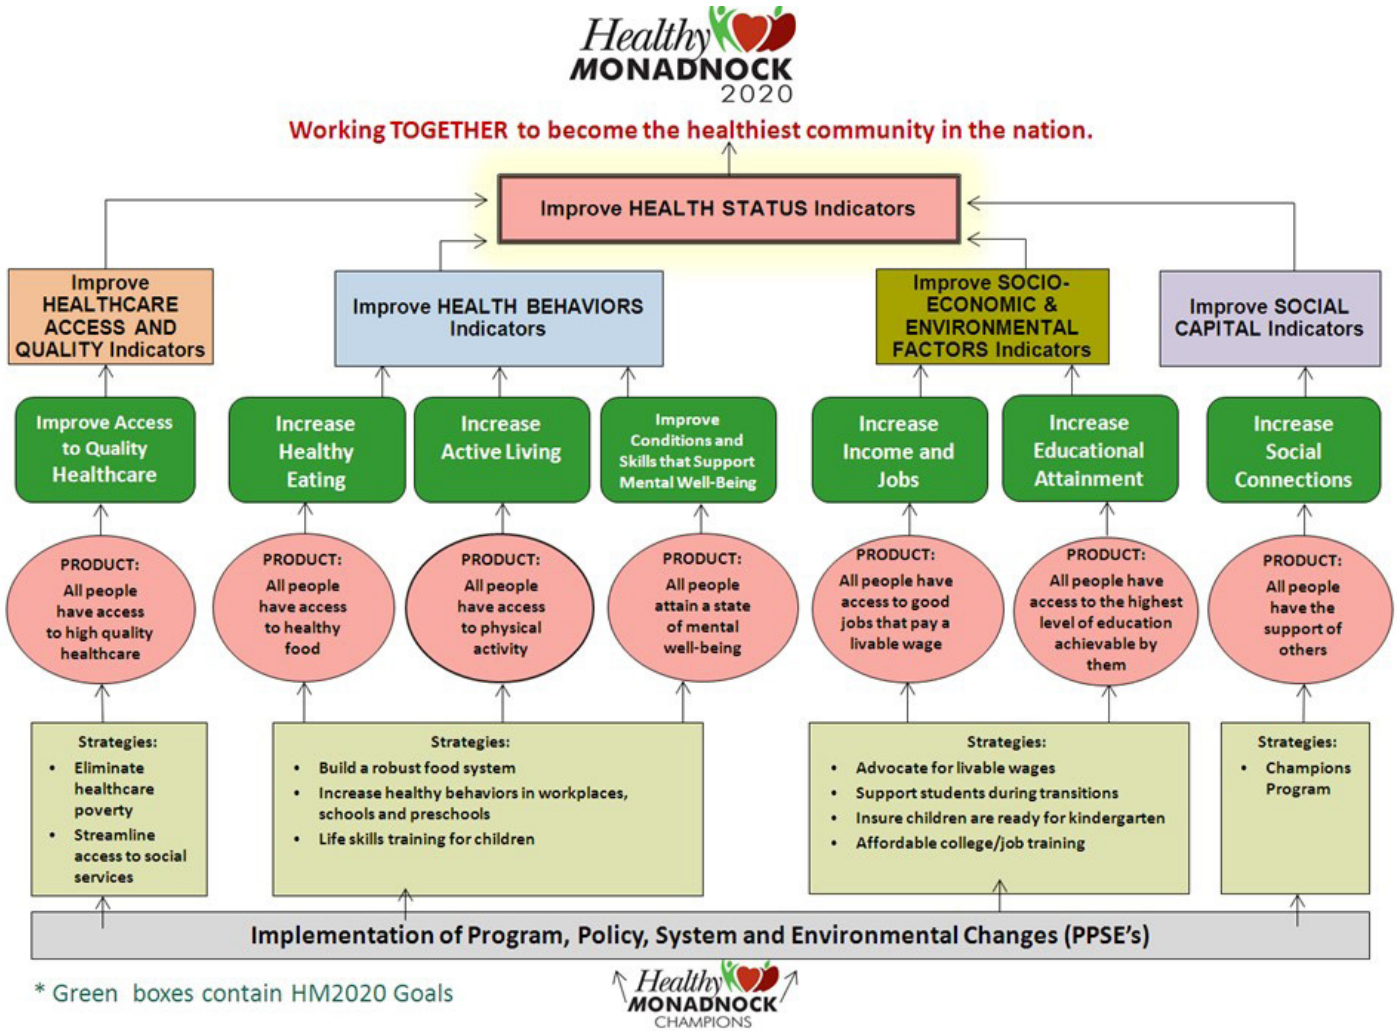 Healthy
MONADNOCK
2020
Working TOGETHER to become the healthiest community in the nation.
Improve HEALTH STATUS Indicators
Improve
HEALTHCARE
ACCESS AND
QUALITY Indicators
Improve HEALTH BEHAVIORS
Indicators
Improve SOCIO-
ECONOMIC &
ENVIRONMENTAL
FACTORS Indicators
Improve SOCIAL
CAPITAL Indicators
Improve Access
to Quality
Healthcare
Increase
Healthy
Eating
Increase
Active Living
Improve
Conditions and
Skills that Support
Mental Well-Being
Increase
Income and
Jobs
Increase
Educational
Attainment
Increase
Social
Connections
PRODUCT:
All people
have access
to high quality
healthcare
PRODUCT:
All people
have access
to healthy
food
PRODUCT:
All people
have access
to physical
activity
PRODUCT:
All people
attain a state
of mental
well-being
PRODUCT:
All people have
access to good
jobs that pay a
livable wage
PRODUCT:
All people have
access to the highest
level of education
achievable by
them
PRODUCT:
All people
have the
support of
others
Strategies:
• Eliminate
healthcare
poverty
• Streamline
access to social
services
Strategies:
• Build a robust food system
• Increase healthy behaviors in workplaces,
schools and preschools
• Life skills training for children
Strategies:
• Advocate for livable wages
• Support students during transitions
• Insure children are ready for kindergarten
• Affordable college/job training
Strategies:
• Champions
Program
Implementation of Program, Policy, System and Environmental Changes (PPSE's)
* Green boxes contain HM2020 Goals
Healthy
MONADNOCK
CHAMPIONS